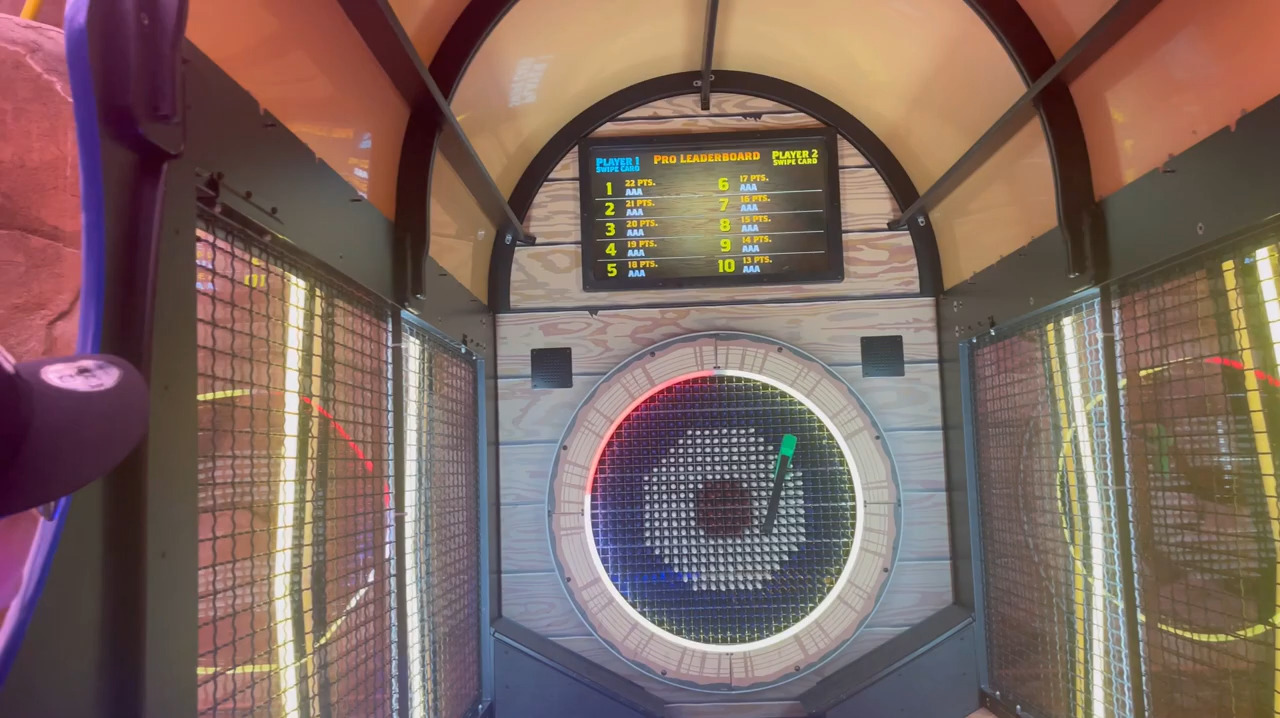 PLAYER 1
SWIPE CARD
PRO LEADERBOARD
PLAYER 2
SWIPE CARD
1 22 PTS.
AAA
2 21 PTS.
AAA
3 20 PTS.
AAA
4 19 PTS.
AAA
5 18 PTS.
AAA
6 17 PTS.
AAA
7 16 PTS.
AAA
8 15 PTS.
AAA
9 14 PTS.
AAA
10 13 PTS.
AAA